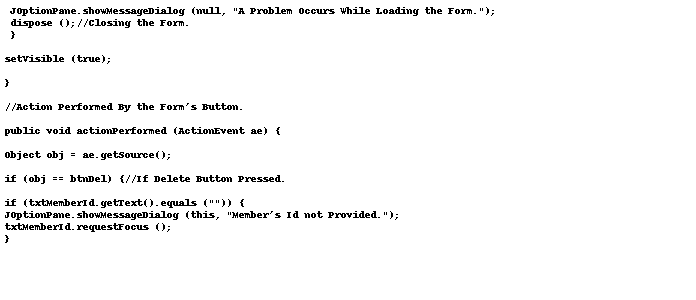 JOptionPane.showMessageDialog (null, "A Problem Occurs While Loading the Form.");
dispose ();//Closing the Form.
}
setVisible (true);
}
//Action Performed By the Form's Button.
public void actionPerformed (ActionEvent ae) {
Object obj = ae.getSource();
if (obj == btnDel) {//If Delete Button Pressed.
if (txtMemberId.getText().equals ("")) {
JOptionPane.showMessageDialog (this, "Member's Id not Provided.");
txtMemberId.requestFocus ();
}